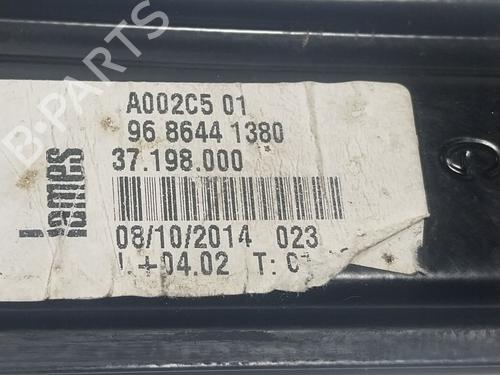 B-PARTS
A002C5 01
96 8644 1380
37.198.000
lames
08/10/2014 023
+04.02 T: